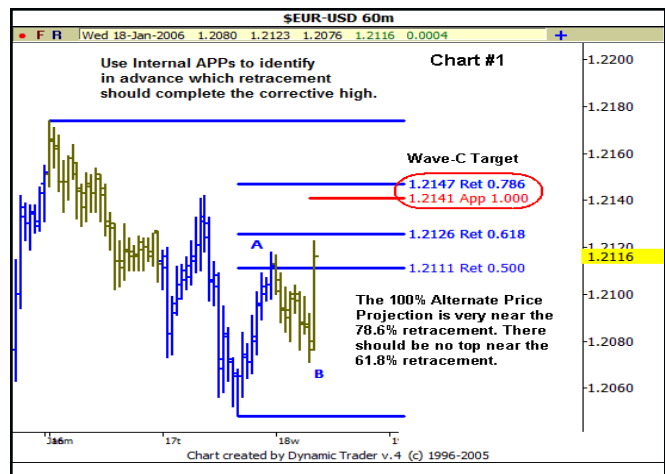 $EUR-USD 60m
F R Wed 18-Jan-2006 1.2080 1.2123 1.2076 1.2116 0.0004
Use Internal APPs to identify
in advance which retracement
should complete the corrective high.
Chart #1
1.2200
1.2180
1.2160
1.2140
1.2120
1.2116
1.2100
1.2080
1.2060
Wave-C Target
1.2147 Ret 0.786
1.2141 App 1.000
1.2126 Ret 0.618
A
1.2111 Ret 0.500
The 100% Alternate Price
Projection is very near the
78.6% retracement. There
should be no top near the
61.8% retracement.
B
17t 18w
Chart created by Dynamic Trader v.4 (c) 1996-2005